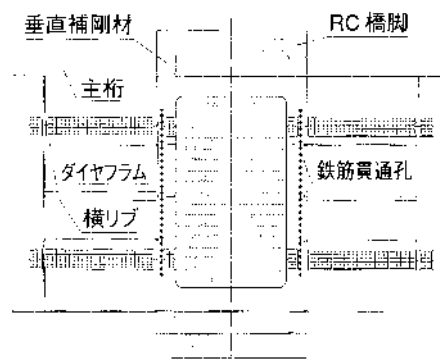 垂直補剛材
RC 橋脚
主桁
ダイヤフラム
鉄筋貫通孔
横リブ